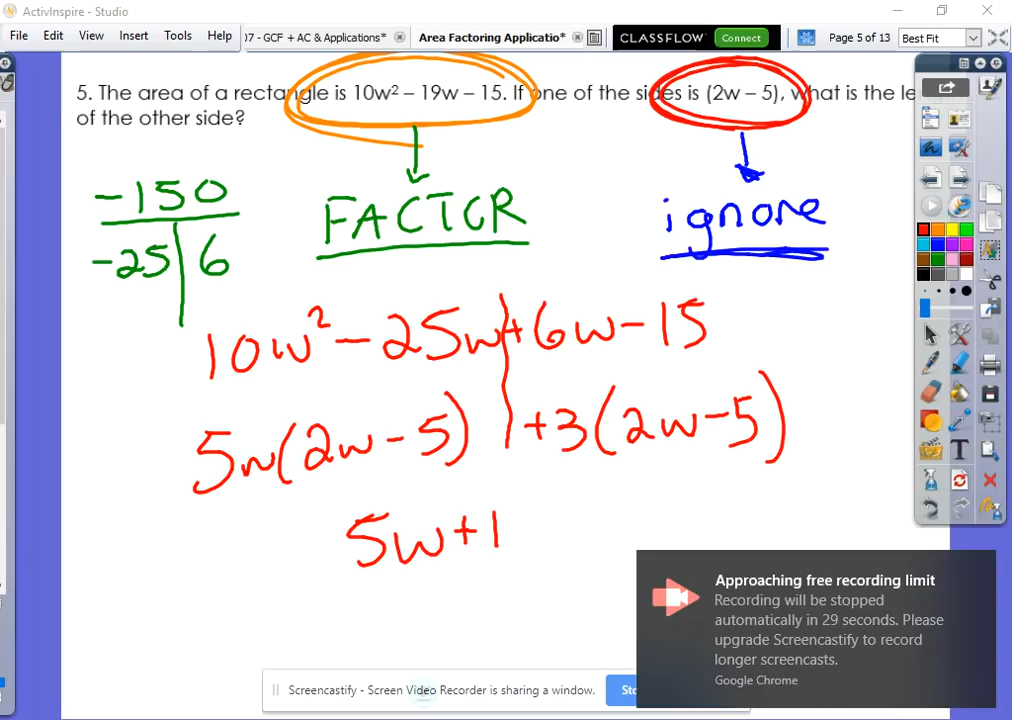 ActivInspire - Studio
File Edit View Insert Tools Help
07 - GCF + AC & Applications* Area Factoring Applicatio* CLASSFLOW Connect Page 5 of 13 Best Fit
5. The area of a rectangle is 10w² – 19w – 15. If one of the sides is (2w – 5), what is the le
of the other side?
-150
-25 6
FACTOR
ignore
10w² - 25w + 6w - 15
5w(2w - 5) + 3(2w - 5)
5w + 1
Approaching free recording limit
Recording will be stopped
automatically in 29 seconds. Please
upgrade Screencastify to record
longer screencasts.
Google Chrome
Screencastify - Screen Video Recorder is sharing a window.
Sto